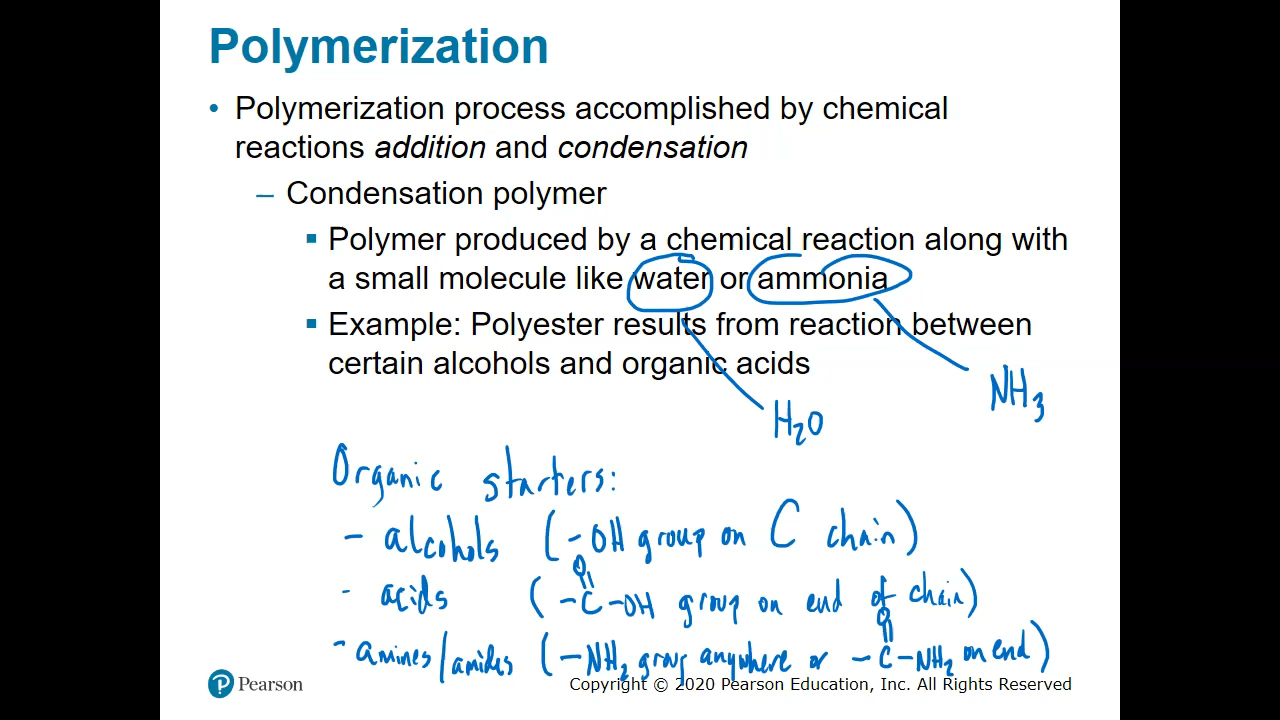 Polymerization
• Polymerization process accomplished by chemical
reactions addition and condensation
– Condensation polymer
▪ Polymer produced by a chemical reaction along with
a small molecule like water or ammonia
▪ Example: Polyester results from reaction between
certain alcohols and organic acids
NH3
H2O
Organic starters:
- alcohols (-OH group on C chain)
O
- acids (-C-OH group on end of chain)
O
- amines/amides (-NH2 group anywhere or -C-NH2 on end)
P Pearson
Copyright © 2020 Pearson Education, Inc. All Rights Reserved